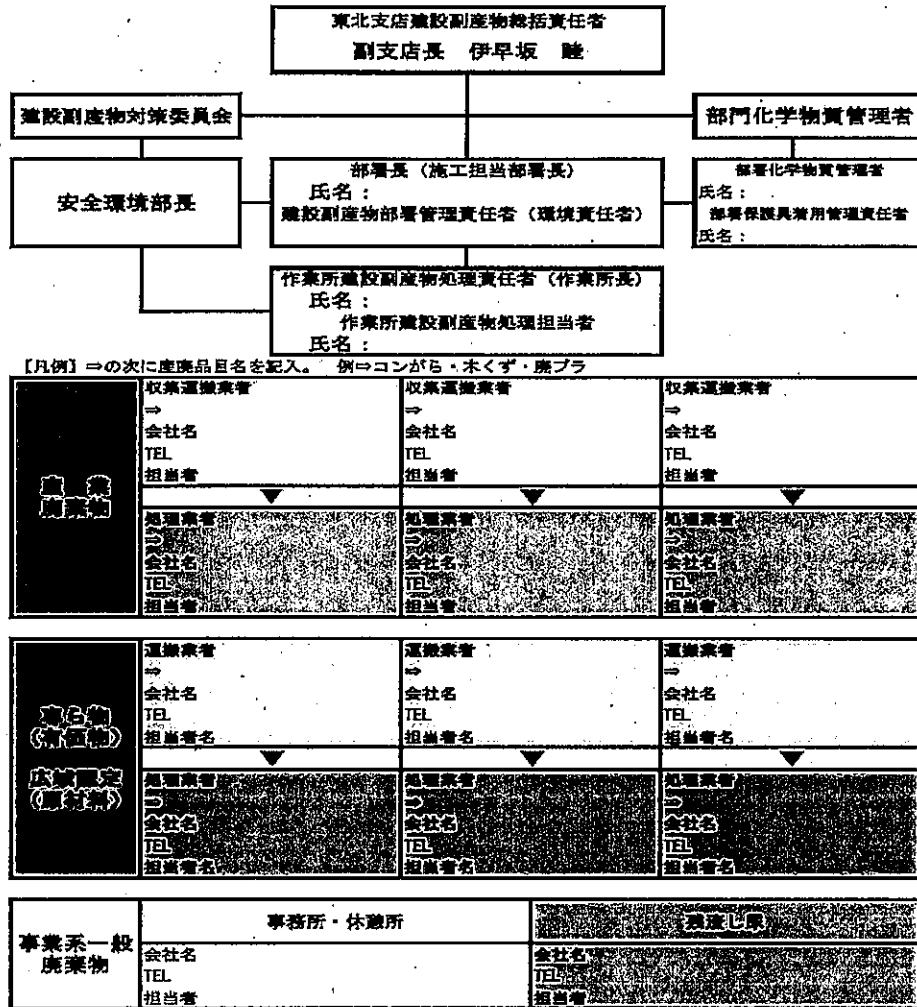 東北支店建設副産物総括責任者
副支店長 伊早坂 睦
建設副産物対策委員会
部門化学物質管理者
安全環境部長
部署長（施工担当部署長）
氏名：
建設副産物部署管理責任者（環境責任者）
部署化学物質管理者
氏名：
部署保護具着用管理責任者
氏名：
作業所建設副産物処理責任者（作業所長）
氏名：
作業所建設副産物処理担当者
氏名：
［凡例］⇒の次に産廃品目名を記入。 例⇒コンがら・木くず・廃プラ
産 業
廃棄物
収集運搬業者
⇒
会社名
TEL
担当者
収集運搬業者
⇒
会社名
TEL
担当者
収集運搬業者
⇒
会社名
TEL
担当者
処理業者
⇒
会社名
TEL
担当者
処理業者
⇒
会社名
TEL
担当者
処理業者
⇒
会社名
TEL
担当者
専ら物
（有価物）
広域認定
（原材料）
運搬業者
⇒
会社名
TEL
担当者名
運搬業者
⇒
会社名
TEL
担当者名
運搬業者
⇒
会社名
TEL
担当者名
処理業者
⇒
会社名
TEL
担当者名
処理業者
⇒
会社名
TEL
担当者名
処理業者
⇒
会社名
TEL
担当者名
事業系一般
廃棄物
事務所・休憩所
会社名
TEL
担当者
残渣し尿
会社名
TEL
担当者